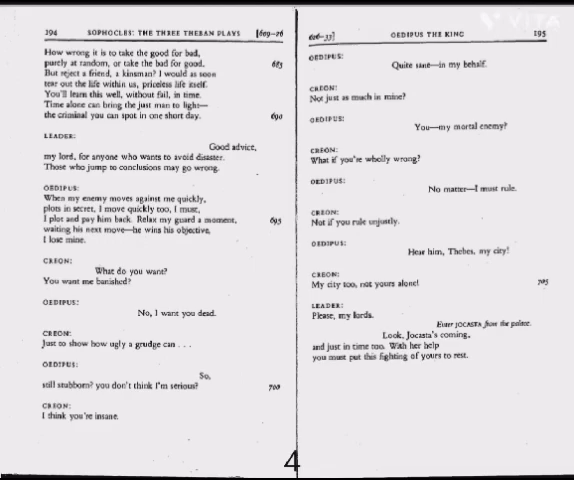 194 SOPHOCLES: THE THREE THEBAN PLAYS [609-26
How wrong it is to take the good for bad,
purely at random, or take the bad for good. 685
But reject a friend, a kinsman? I would as soon
tear out the life within us, priceless life itself.
You'll learn this well, without fail, in time.
Time alone can bring the just man to light—
the criminal you can spot in one short day. 690
LEADER:
Good advice,
my lord, for anyone who wants to avoid disaster.
Those who jump to conclusions may go wrong.
OEDIPUS:
When my enemy moves against me quickly,
plots in secret, I move quickly too, I must,
I plot and pay him back. Relax my guard a moment, 695
waiting his next move—he wins his objective,
I lose mine.
CREON:
What do you want?
You want me banished?
OEDIPUS:
No, I want you dead.
CREON:
Just to show how ugly a grudge can . . .
OEDIPUS:
So,
still stubborn? you don't think I'm serious? 700
CREON:
I think you're insane.
626-33] OEDIPUS THE KING 195
OEDIPUS:
Quite sane—in my behalf.
CREON:
Not just as much in mine?
OEDIPUS:
You—my mortal enemy?
CREON:
What if you're wholly wrong?
OEDIPUS:
No matter—I must rule.
CREON:
Not if you rule unjustly.
OEDIPUS:
Hear him, Thebes, my city!
CREON:
My city too, not yours alone! 705
LEADER:
Please, my lords.
Enter JOCASTA from the palace.
Look, Jocasta's coming,
and just in time too. With her help
you must put this fighting of yours to rest.
4
VITA